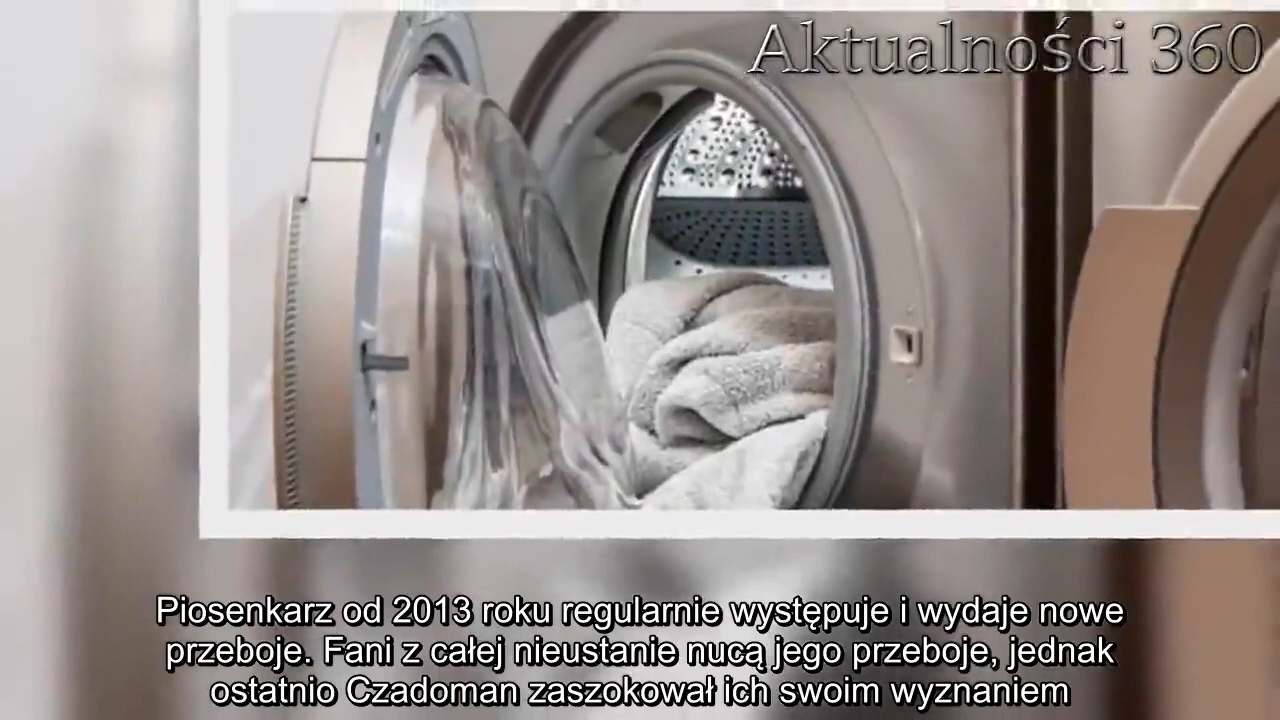 Aktualności 360
Piosenkarz od 2013 roku regularnie występuje i wydaje nowe
przeboje. Fani z całej nieustanie nucą jego przeboje, jednak
ostatnio Czadoman zaszokował ich swoim wyznaniem